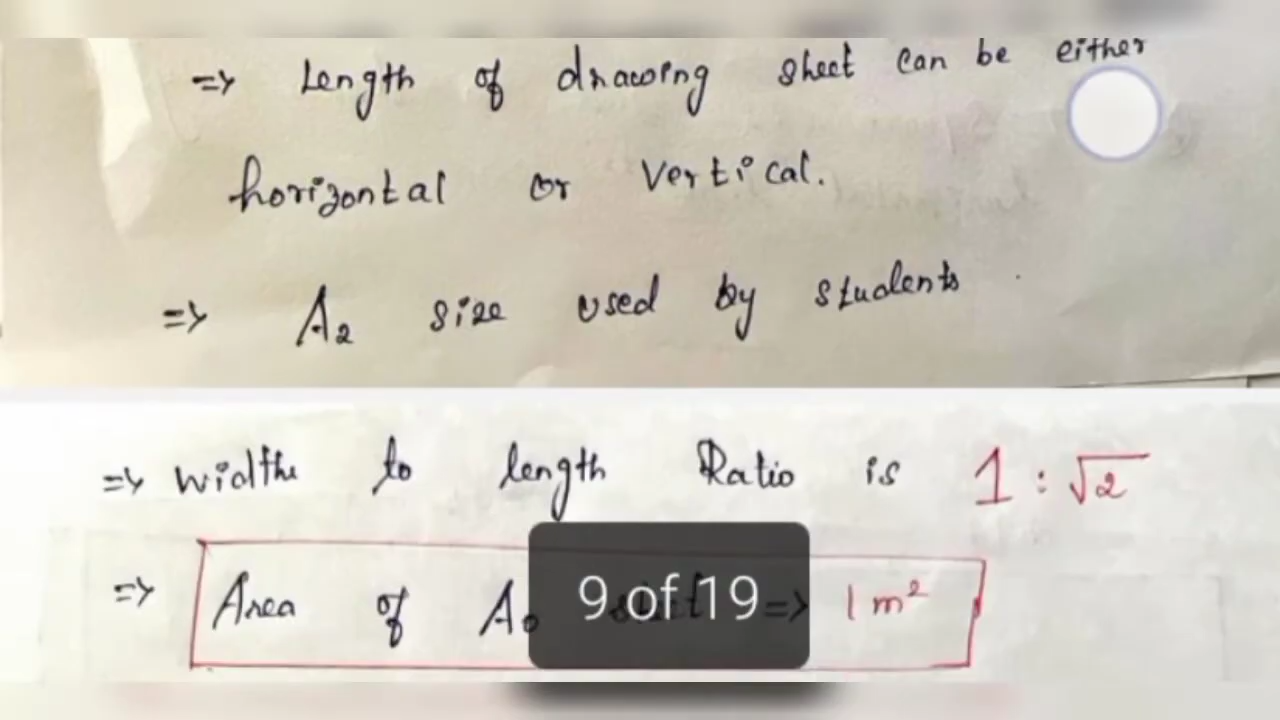 => Length of drawing sheet can be either
horizontal or vertical.
=> A₂ size used by students
=> width to length Ratio is 1 : √2
=> Area of A₀ => 1 m²
9 of 19